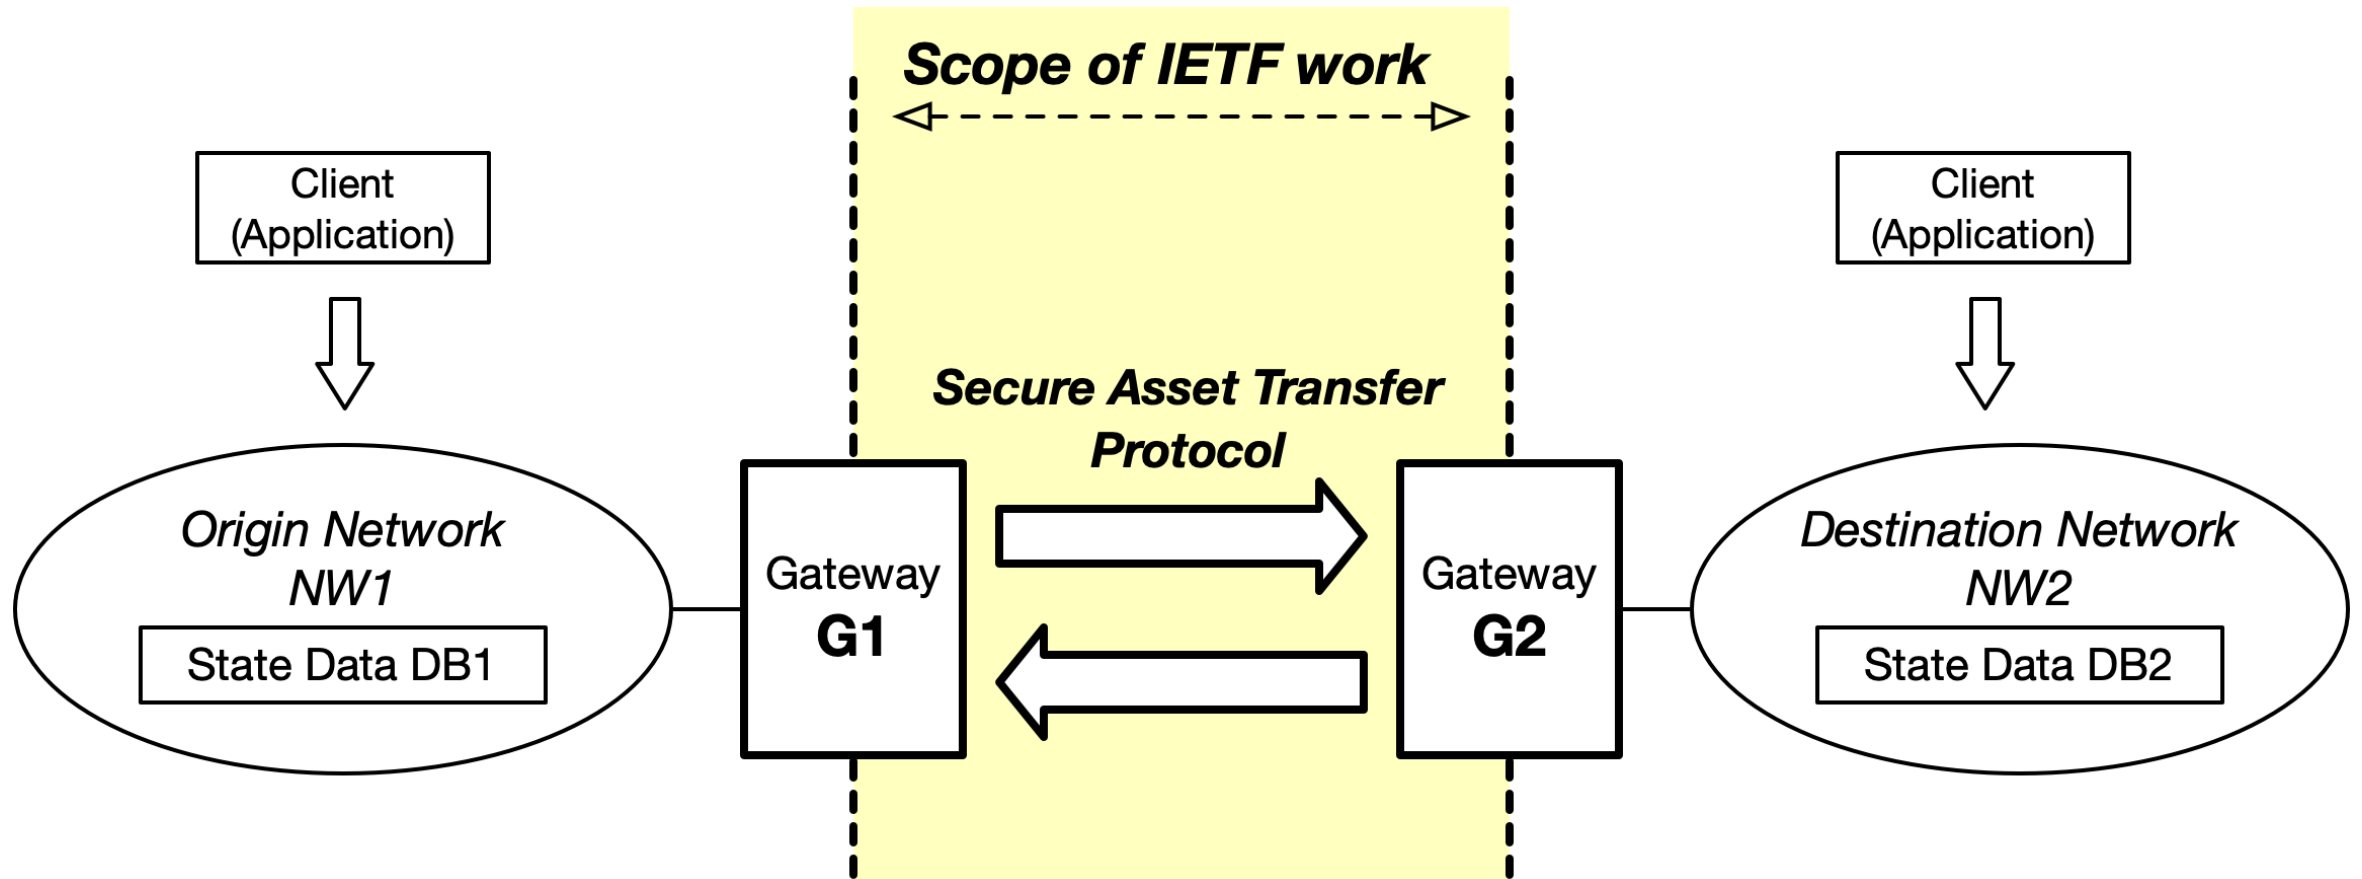 Scope of IETF work
Client
(Application)
Client
(Application)
Secure Asset Transfer
Protocol
Origin Network
NW1
State Data DB1
Gateway
G1
Gateway
G2
Destination Network
NW2
State Data DB2